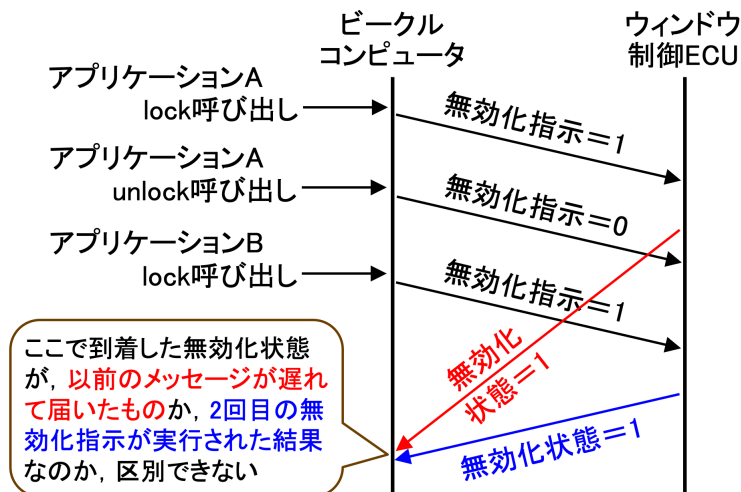 ビークル
コンピュータ
ウィンドウ
制御ECU
アプリケーションA
lock呼び出し
無効化指示＝1
アプリケーションA
unlock呼び出し
無効化指示＝0
アプリケーションB
lock呼び出し
無効化指示＝1
無効化
状態＝1
無効化状態＝1
ここで到着した無効化状態
が，以前のメッセージが遅れ
て届いたものか，2回目の無
効化指示が実行された結果
なのか，区別できない